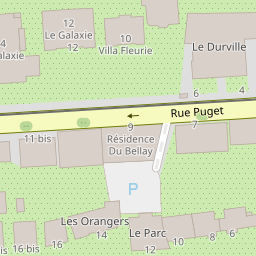 12
Le Galaxie
12
10
Villa Fleurie
4
alaxie
Le Durville
6
4
←
Rue Puget
7
9
Résidence
Du Bellay
11 bis
P
Les Orangers
14
Le Parc
12
10
8
6
16 bis
16